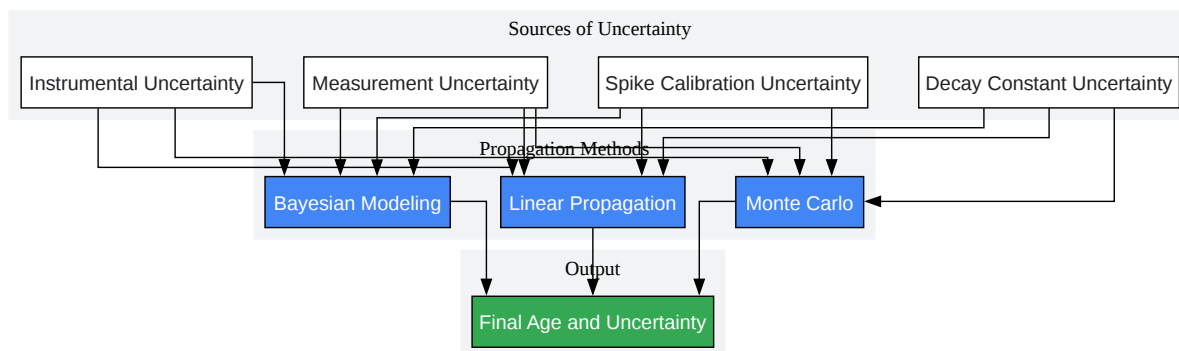 Sources of Uncertainty
Instrumental Uncertainty
Measurement Uncertainty
Spike Calibration Uncertainty
Decay Constant Uncertainty
Propagation Methods
Bayesian Modeling
Linear Propagation
Monte Carlo
Output
Final Age and Uncertainty